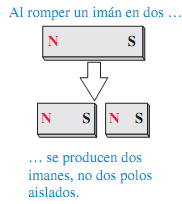 Al romper un imán en dos …
N S
N S N S
… se producen dos
imanes, no dos polos
aislados.